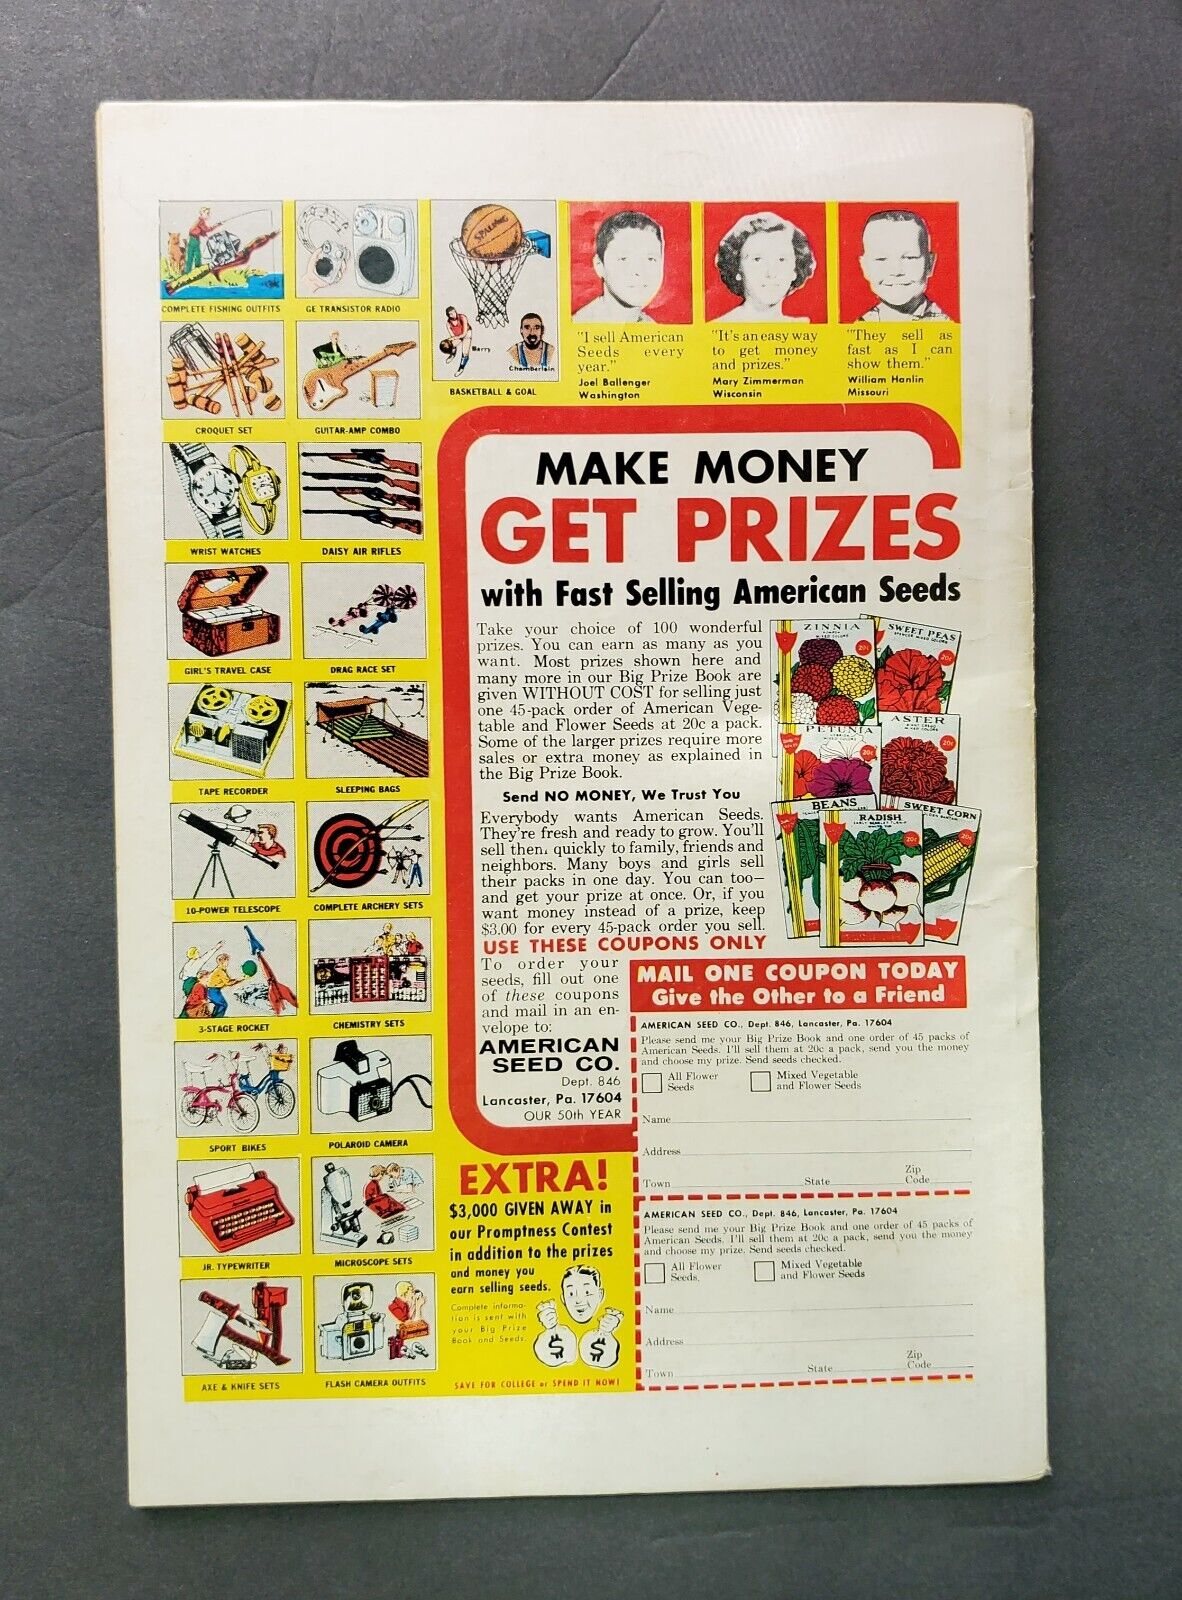 COMPLETE FISHING OUTFITS
GE TRANSISTOR RADIO
CROQUET SET
GUITAR-AMP COMBO
WRIST WATCHES
DAISY AIR RIFLES
GIRL'S TRAVEL CASE
DRAG RACE SET
TAPE RECORDER
SLEEPING BAGS
10-POWER TELESCOPE
COMPLETE ARCHERY SETS
3-STAGE ROCKET
CHEMISTRY SETS
SPORT BIKES
POLAROID CAMERA
JR. TYPEWRITER
MICROSCOPE SETS
AXE & KNIFE SETS
FLASH CAMERA OUTFITS
SPALDING
Barry
Chamberlain
BASKETBALL & GOAL
"I sell American
Seeds every
year."
Joel Ballenger
Washington
"It's an easy way
to get money
and prizes."
Mary Zimmerman
Wisconsin
"They sell as
fast as I can
show them."
William Hanlin
Missouri
MAKE MONEY
GET PRIZES
with Fast Selling American Seeds
Take your choice of 100 wonderful
prizes. You can earn as many as you
want. Most prizes shown here and
many more in our Big Prize Book are
given WITHOUT COST for selling just
one 45-pack order of American Vege-
table and Flower Seeds at 20c a pack.
Some of the larger prizes require more
sales or extra money as explained in
the Big Prize Book.
Send NO MONEY, We Trust You
Everybody wants American Seeds.
They're fresh and ready to grow. You'll
sell them quickly to family, friends and
neighbors. Many boys and girls sell
their packs in one day. You can too—
and get your prize at once. Or, if you
want money instead of a prize, keep
$3.00 for every 45-pack order you sell.
USE THESE COUPONS ONLY
To order your
seeds, fill out one
of these coupons
and mail in an en-
velope to:
AMERICAN
SEED CO.
Dept. 846
Lancaster, Pa. 17604
OUR 50th YEAR
ZINNIA
MIXED COLORS
20c
SWEET PEAS
SPENCER MIXED COLORS
20c
PETUNIA
MIXED COLORS
20c
ASTER
MIXED COLORS
20c
BEANS
SWEET CORN
20c
RADISH
20c
MAIL ONE COUPON TODAY
Give the Other to a Friend
AMERICAN SEED CO., Dept. 846, Lancaster, Pa. 17604
Please send me your Big Prize Book and one order of 45 packs of
American Seeds. I'll sell them at 20c a pack, send you the money
and choose my prize. Send seeds checked.
All Flower
Seeds
Mixed Vegetable
and Flower Seeds
Name
Address
Town State Zip Code
AMERICAN SEED CO., Dept. 846, Lancaster, Pa. 17604
Please send me your Big Prize Book and one order of 45 packs of
American Seeds. I'll sell them at 20c a pack, send you the money
and choose my prize. Send seeds checked.
All Flower
Seeds.
Mixed Vegetable
and Flower Seeds
Name
Address
Town State Zip Code
EXTRA!
$3,000 GIVEN AWAY in
our Promptness Contest
in addition to the prizes
and money you
earn selling seeds.
Complete informa-
tion is sent with
your Big Prize
Book and Seeds.
$ $
SAVE FOR COLLEGE or SPEND IT NOW!